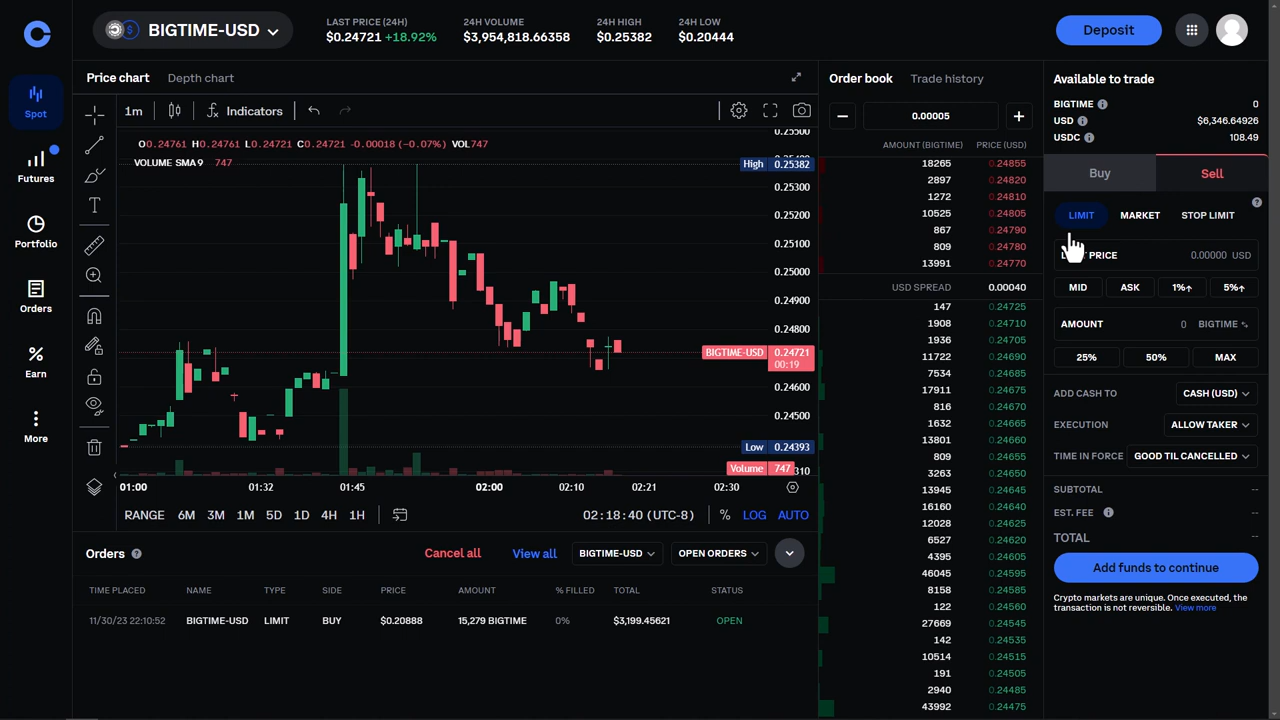 BIGTIME-USD
LAST PRICE (24H)
$0.24721 +18.92%
24H VOLUME
$3,954,818.66358
24H HIGH
$0.25382
24H LOW
$0.20444
Deposit
Spot
Futures
Portfolio
Orders
Earn
More
Price chart
Depth chart
1m
Indicators
O0.24761 H0.24761 L0.24721 C0.24721 -0.00018 (-0.07%) VOL747
VOLUME SMA 9 747
High 0.25382
0.25300
0.25200
0.25100
0.25000
0.24900
0.24800
BIGTIME-USD 0.24721
00:19
0.24600
0.24500
Low 0.24393
Volume 747
01:00 01:32 01:45 02:00 02:10 02:21 02:30
RANGE 6M 3M 1M 5D 1D 4H 1H
02:18:40 (UTC-8) % LOG AUTO
Orders
Cancel all
View all
BIGTIME-USD
OPEN ORDERS
TIME PLACED NAME TYPE SIDE PRICE AMOUNT % FILLED TOTAL STATUS
11/30/23 22:10:52 BIGTIME-USD LIMIT BUY $0.20888 15,279 BIGTIME 0% $3,199.45621 OPEN
Order book
Trade history
0.00005
AMOUNT (BIGTIME) PRICE (USD)
18265 0.24855
2897 0.24820
1272 0.24810
10525 0.24805
867 0.24790
809 0.24780
13991 0.24770
USD SPREAD 0.00040
147 0.24725
1908 0.24710
1936 0.24705
11722 0.24690
7534 0.24685
17911 0.24675
816 0.24670
1632 0.24665
13801 0.24660
809 0.24655
3263 0.24650
13945 0.24645
16160 0.24640
12028 0.24625
6527 0.24620
4395 0.24605
46045 0.24595
8158 0.24585
122 0.24560
27669 0.24545
142 0.24535
10514 0.24515
191 0.24505
2940 0.24485
43992 0.24475
Available to trade
BIGTIME 0
USD $6,346.64926
USDC 108.49
Buy
Sell
LIMIT
MARKET
STOP LIMIT
PRICE 0.00000 USD
MID
ASK
1%↑
5%↑
AMOUNT 0 BIGTIME
25%
50%
MAX
ADD CASH TO CASH (USD)
EXECUTION ALLOW TAKER
TIME IN FORCE GOOD TIL CANCELLED
SUBTOTAL --
EST. FEE --
TOTAL --
Add funds to continue
Crypto markets are unique. Once executed, the
transaction is not reversible. View more